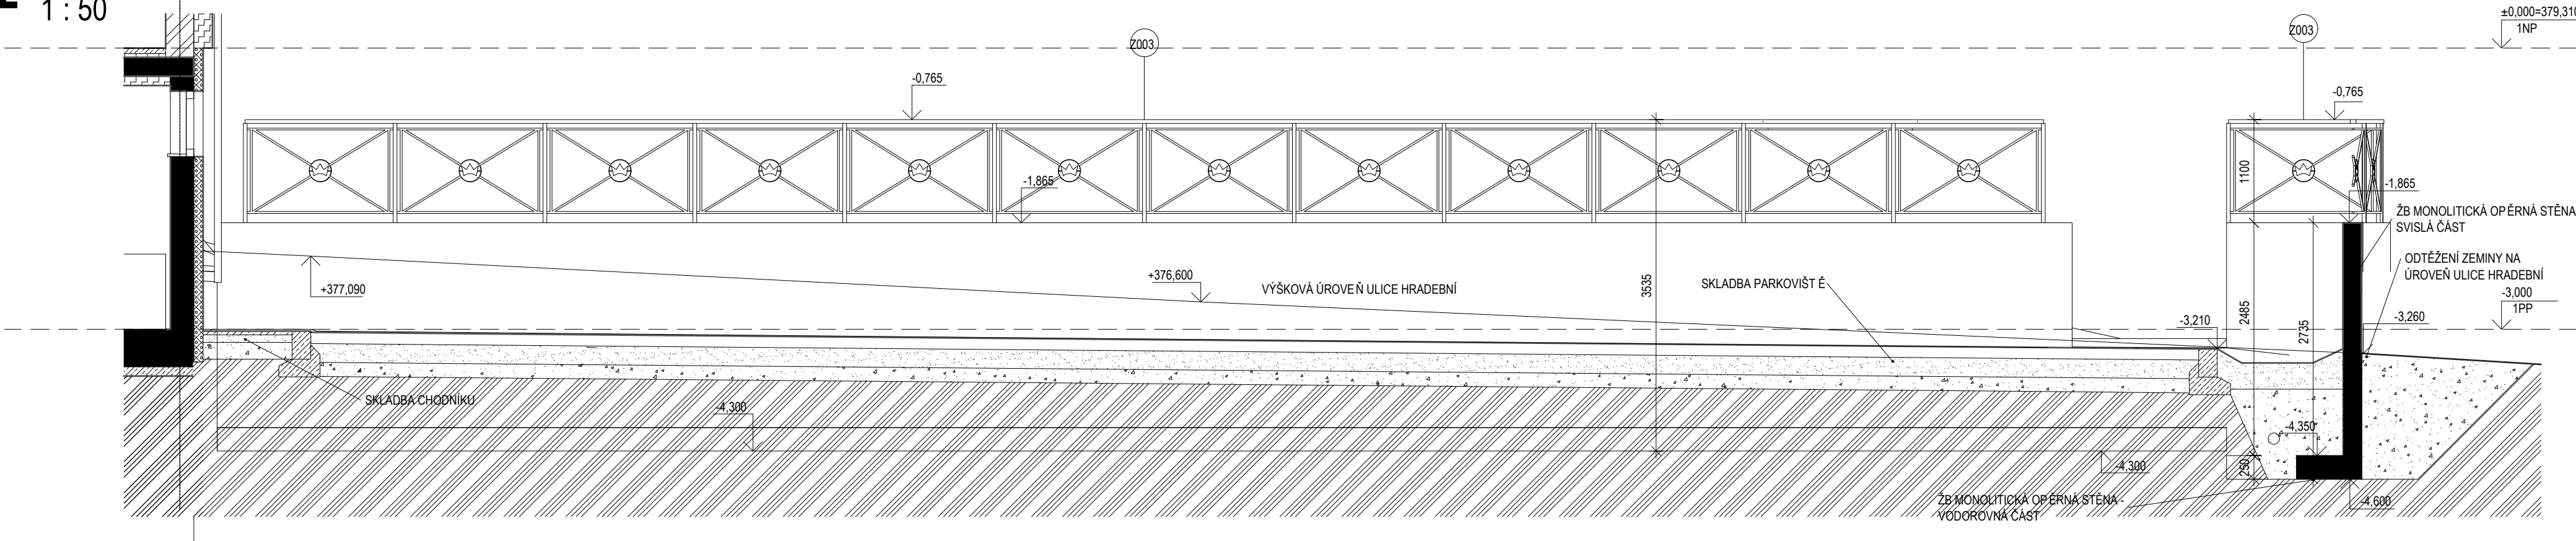 1 : 50
±0,000=379,310
1NP
Z003
Z003
-0,765
-0,765
1100
-1,865
-1,865
ŽB MONOLITICKÁ OPĚRNÁ STĚNA
SVISLÁ ČÁST
ODTĚŽENÍ ZEMINY NA
ÚROVEŇ ULICE HRADEBNÍ
+377,090
+376,600
VÝŠKOVÁ ÚROVEŇ ULICE HRADEBNÍ
3535
SKLADBA PARKOVIŠTĚ
-3,000
1PP
-3,210
2485
2735
-3,260
SKLADBA CHODNÍKU
-4,300
-4,350
-4,300
250
ŽB MONOLITICKÁ OPĚRNÁ STĚNA -
VODOROVNÁ ČÁST
-4,600